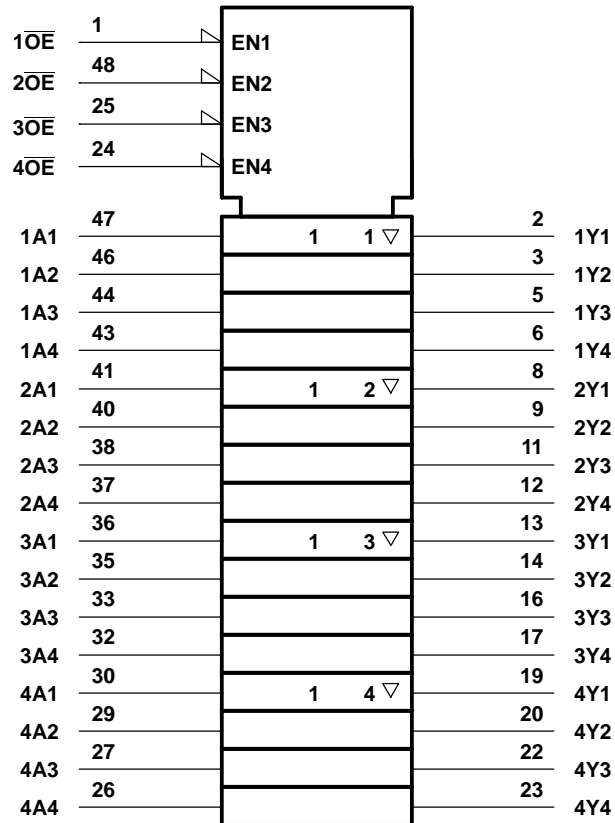 1O̅E̅ 1 EN1
2O̅E̅ 48 EN2
3O̅E̅ 25 EN3
4O̅E̅ 24 EN4
1A1 47 1 1 ▽ 2 1Y1
1A2 46 3 1Y2
1A3 44 5 1Y3
1A4 43 6 1Y4
2A1 41 1 2 ▽ 8 2Y1
2A2 40 9 2Y2
2A3 38 11 2Y3
2A4 37 12 2Y4
3A1 36 1 3 ▽ 13 3Y1
3A2 35 14 3Y2
3A3 33 16 3Y3
3A4 32 17 3Y4
4A1 30 1 4 ▽ 19 4Y1
4A2 29 20 4Y2
4A3 27 22 4Y3
4A4 26 23 4Y4